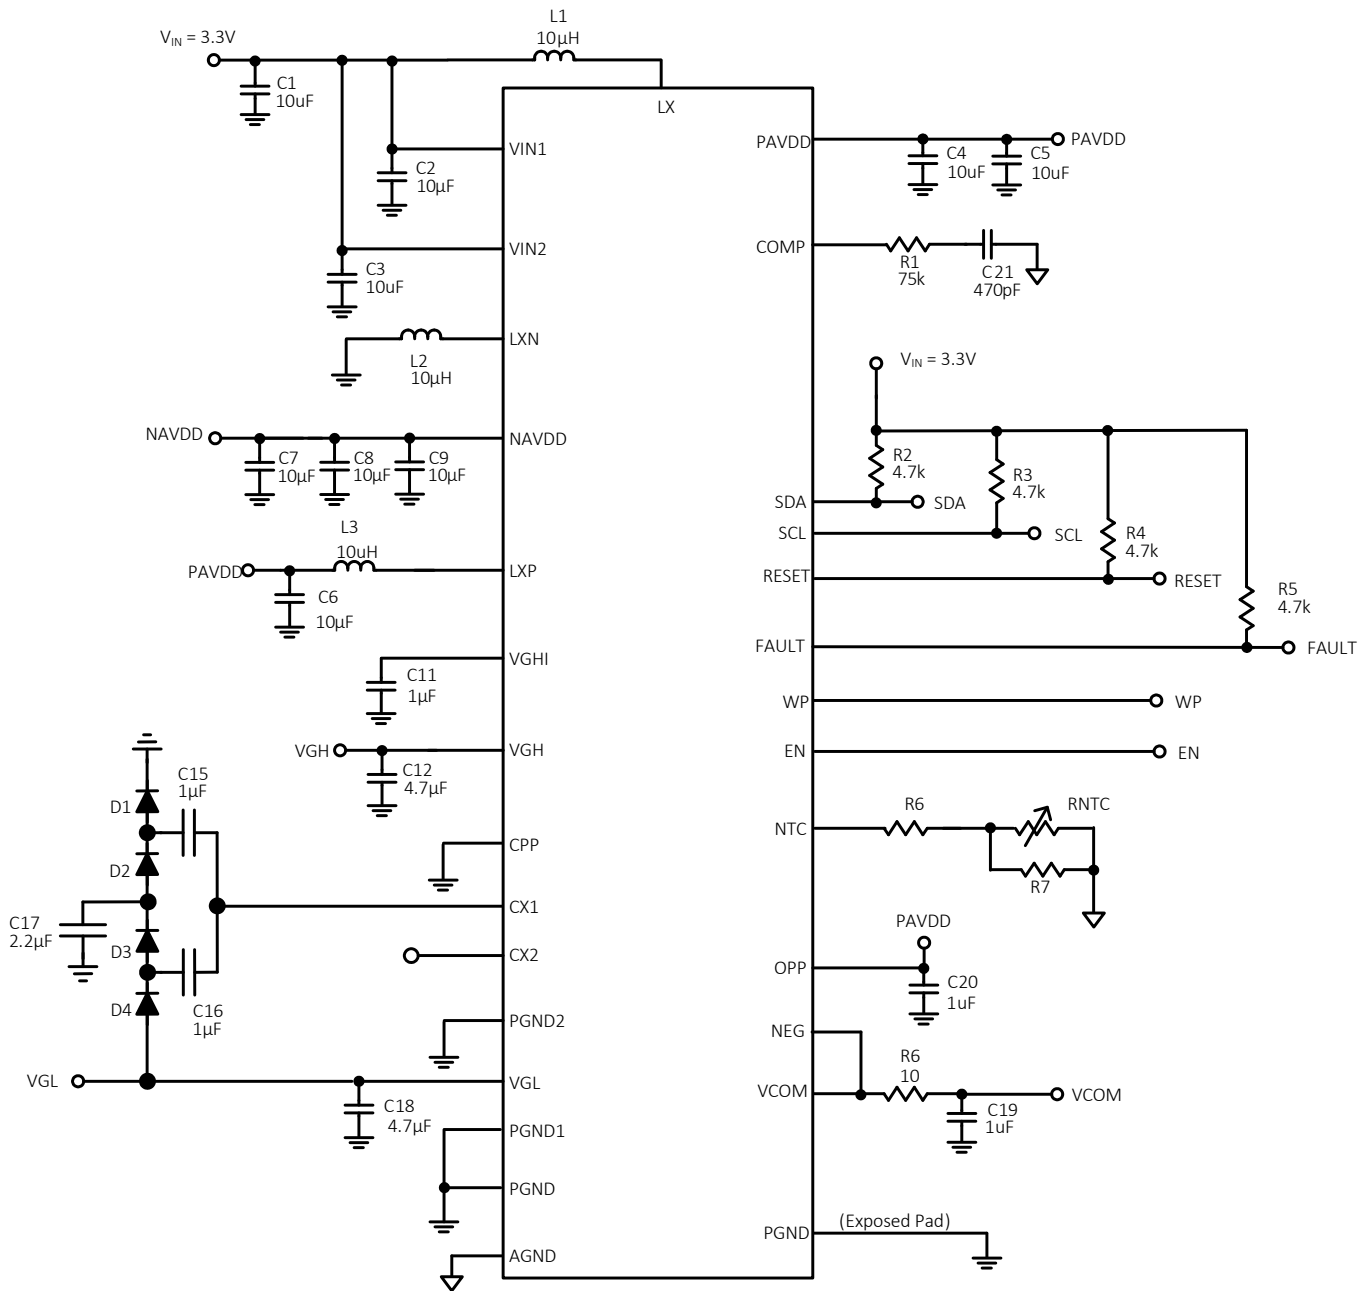 L1
10µH
VIN = 3.3V
C1
10uF
LX
VIN1
C2
10µF
VIN2
C3
10uF
LXN
L2
10µH
NAVDD
NAVDD
C7
10µF
C8
10µF
C9
10µF
L3
10uH
PAVDD
LXP
C6
10µF
VGHI
C11
1µF
VGH
VGH
C12
4.7µF
C15
1µF
D1
D2
CPP
C17
2.2µF
CX1
D3
CX2
D4
C16
1µF
PGND2
VGL
VGL
C18
4.7µF
PGND1
PGND
AGND
PAVDD
PAVDD
C4
10uF
C5
10uF
COMP
R1
75k
C21
470pF
VIN = 3.3V
R2
4.7k
R3
4.7k
SDA
SDA
SCL
SCL
R4
4.7k
RESET
RESET
R5
4.7k
FAULT
FAULT
WP
WP
EN
EN
R6
RNTC
NTC
R7
PAVDD
OPP
C20
1uF
NEG
R6
10
VCOM
VCOM
C19
1uF
(Exposed Pad)
PGND